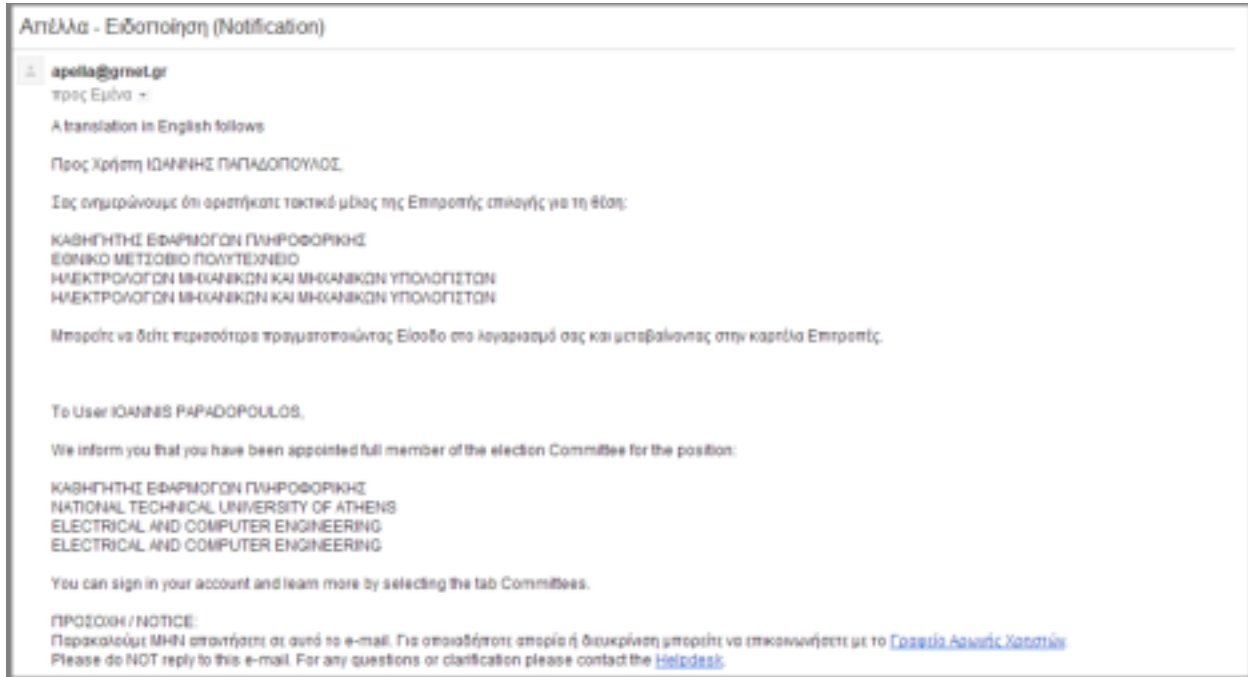 Απέλλα - Ειδοποίηση (Notification)
apella@grnet.gr
προς Εμένα
A translation in English follows
Προς Χρήστη ΙΩΑΝΝΗΣ ΠΑΠΑΔΟΠΟΥΛΟΣ,
Σας ενημερώνουμε ότι οριστήκατε τακτικό μέλος της Επιτροπής επιλογής για τη θέση:
ΚΑΘΗΓΗΤΗΣ ΕΦΑΡΜΟΓΩΝ ΠΛΗΡΟΦΟΡΙΚΗΣ
ΕΘΝΙΚΟ ΜΕΤΣΟΒΙΟ ΠΟΛΥΤΕΧΝΕΙΟ
ΗΛΕΚΤΡΟΛΟΓΩΝ ΜΗΧΑΝΙΚΩΝ ΚΑΙ ΜΗΧΑΝΙΚΩΝ ΥΠΟΛΟΓΙΣΤΩΝ
ΗΛΕΚΤΡΟΛΟΓΩΝ ΜΗΧΑΝΙΚΩΝ ΚΑΙ ΜΗΧΑΝΙΚΩΝ ΥΠΟΛΟΓΙΣΤΩΝ
Μπορείτε να δείτε περισσότερα πραγματοποιώντας Είσοδο στο λογαριασμό σας και μεταβαίνοντας στην καρτέλα Επιτροπές.
To User IOANNIS PAPADOPOULOS,
We inform you that you have been appointed full member of the election Committee for the position:
ΚΑΘΗΓΗΤΗΣ ΕΦΑΡΜΟΓΩΝ ΠΛΗΡΟΦΟΡΙΚΗΣ
NATIONAL TECHNICAL UNIVERSITY OF ATHENS
ELECTRICAL AND COMPUTER ENGINEERING
ELECTRICAL AND COMPUTER ENGINEERING
You can sign in your account and learn more by selecting the tab Committees.
ΠΡΟΣΟΧΗ / NOTICE:
Παρακαλούμε ΜΗΝ απαντήσετε σε αυτό το e-mail. Για οποιαδήποτε απορία ή διευκρίνιση μπορείτε να επικοινωνήσετε με το Γραφείο Αρωγής Χρηστών.
Please do NOT reply to this e-mail. For any questions or clarification please contact the Helpdesk.